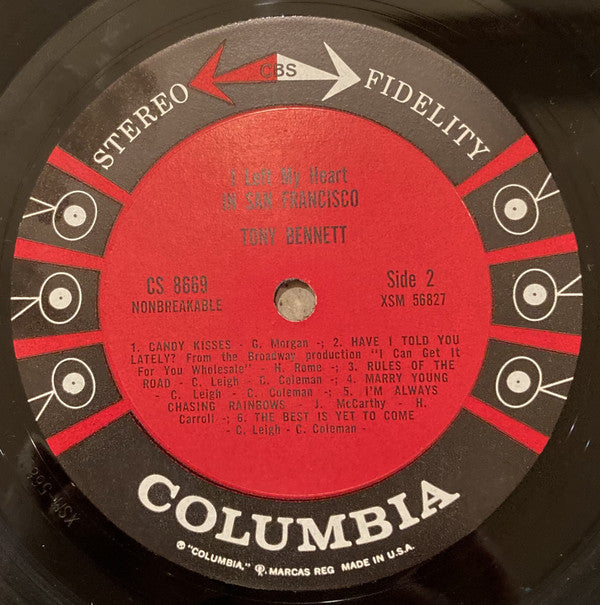 CBS
STEREO FIDELITY
I Left My Heart
IN SAN FRANCISCO
TONY BENNETT
CS 8669
NONBREAKABLE
Side 2
XSM 56827
1. CANDY KISSES - G. Morgan -; 2. HAVE I TOLD YOU
LATELY? From the Broadway production "I Can Get It
For You Wholesale" - H. Rome -; 3. RULES OF THE
ROAD - C. Leigh - C. Coleman -; 4. MARRY YOUNG
- C. Leigh - C. Coleman -; 5. I'M ALWAYS
CHASING RAINBOWS - J. McCarthy - H.
Carroll -; 6. THE BEST IS YET TO COME
- C. Leigh - C. Coleman -
COLUMBIA
® "COLUMBIA," Ⓟ, MARCAS REG MADE IN U.S.A.